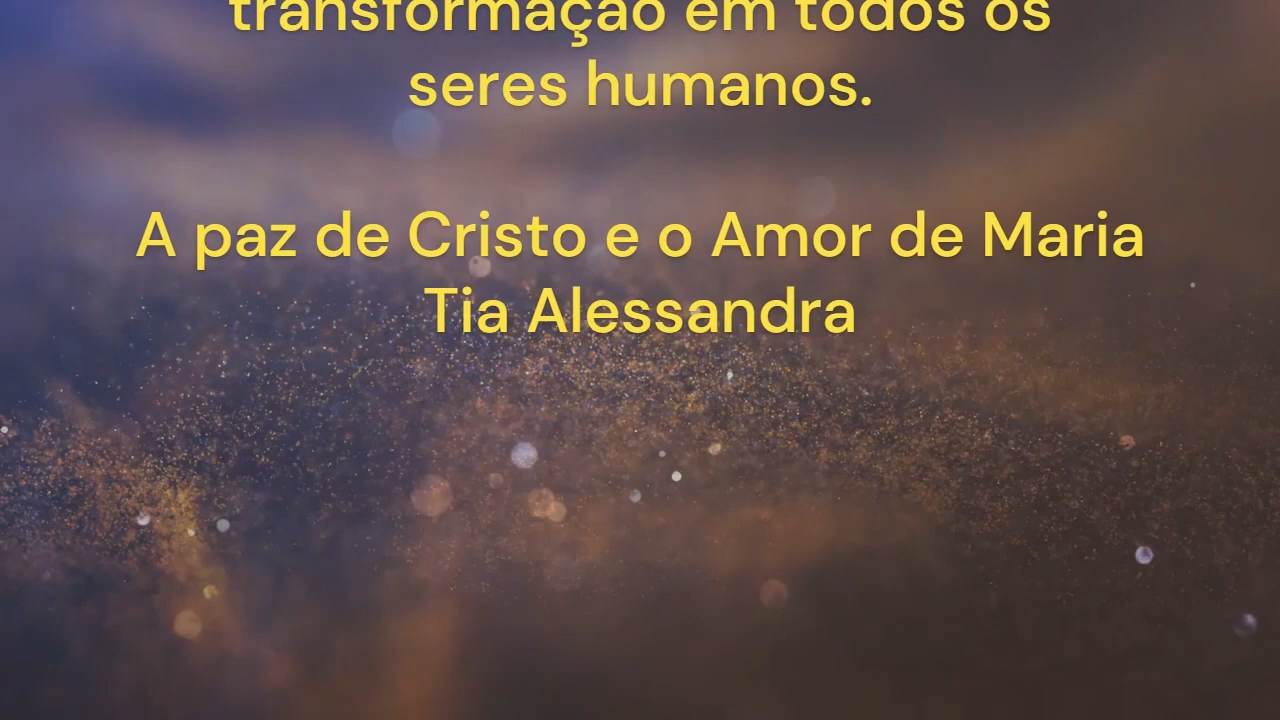 transformação em todos os
seres humanos.
A paz de Cristo e o Amor de Maria
Tia Alessandra